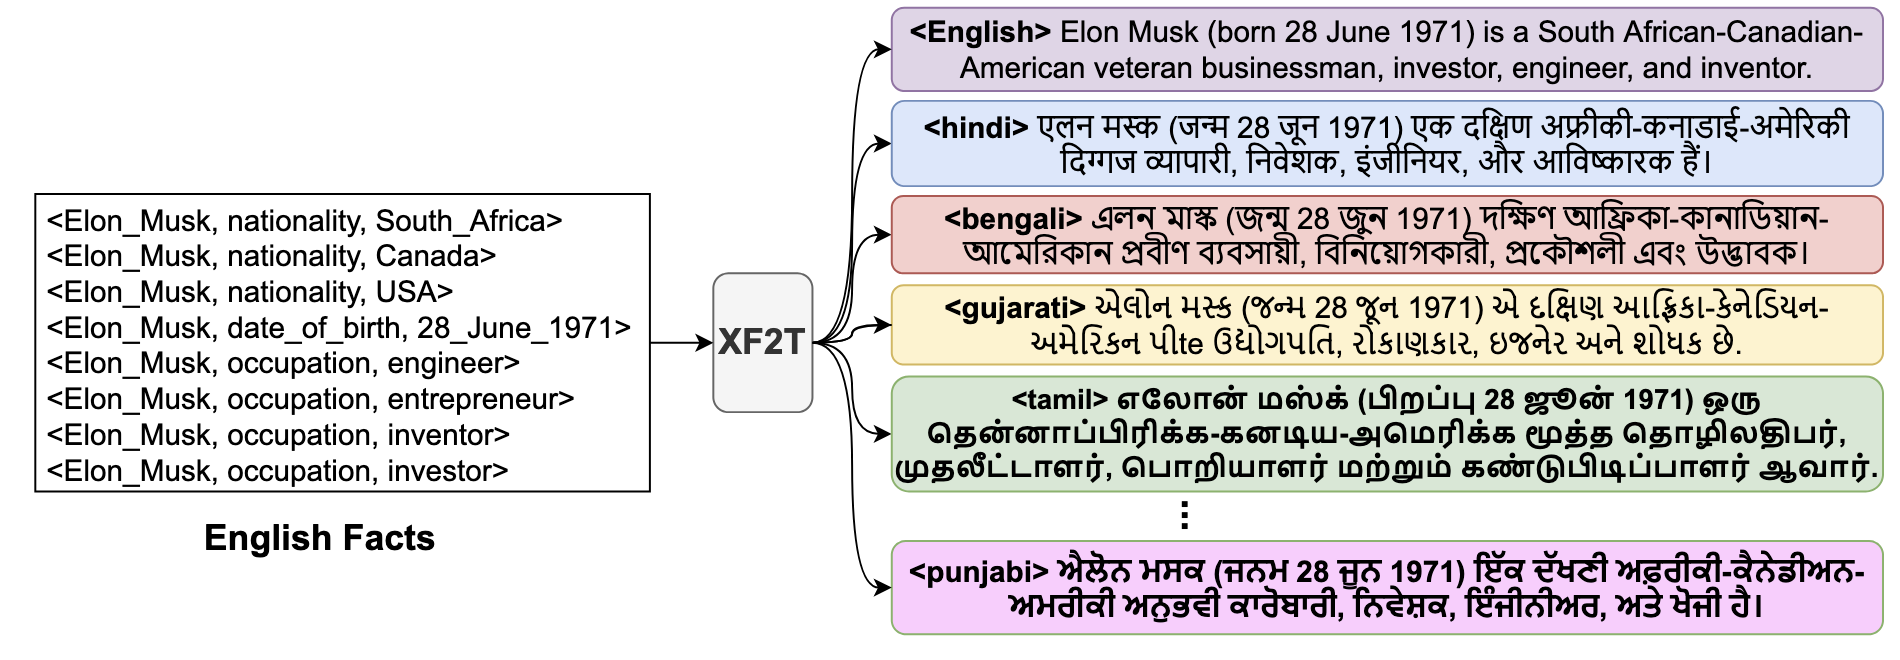 <Elon_Musk, nationality, South_Africa>
<Elon_Musk, nationality, Canada>
<Elon_Musk, nationality, USA>
<Elon_Musk, date_of_birth, 28_June_1971>
<Elon_Musk, occupation, engineer>
<Elon_Musk, occupation, entrepreneur>
<Elon_Musk, occupation, inventor>
<Elon_Musk, occupation, investor>
English Facts
XF2T
<English> Elon Musk (born 28 June 1971) is a South African-Canadian-
American veteran businessman, investor, engineer, and inventor.
<hindi> एलन मस्क (जन्म 28 जून 1971) एक दक्षिण अफ्रीकी-कनाडाई-अमेरिकी
दिग्गज व्यापारी, निवेशक, इंजीनियर, और आविष्कारक हैं।
<bengali> এলন মাস্ক (জন্ম 28 জুন 1971) দক্ষিণ আফ্রিকা-কানাডিয়ান-
আমেরিকান প্রবীণ ব্যবসায়ী, বিনিয়োগকারী, প্রকৌশলী এবং উদ্ভাবক।
<gujarati> એલોન મસ્ક (જન્મ 28 જૂન 1971) એ દક્ષિણ આફ્રિકા-કેનેડિયન-
અમેરિકન પીte ઉદ્યોગપતિ, રોકાણકાર, ઇજનેર અને શોધક છે.
<tamil> எலோன் மஸ்க் (பிறப்பு 28 ஜூன் 1971) ஒரு
தென்னாப்பிரிக்க-கனடிய-அமெரிக்க மூத்த தொழிலதிபர்,
முதலீட்டாளர், பொறியாளர் மற்றும் கண்டுபிடிப்பாளர் ஆவார்.
<punjabi> ਐਲੋਨ ਮਸਕ (ਜਨਮ 28 ਜੂਨ 1971) ਇੱਕ ਦੱਖਣੀ ਅਫ਼ਰੀਕੀ-ਕੈਨੇਡੀਅਨ-
ਅਮਰੀਕੀ ਅਨੁਭਵੀ ਕਾਰੋਬਾਰੀ, ਨਿਵੇਸ਼ਕ, ਇੰਜੀਨੀਅਰ, ਅਤੇ ਖੋਜੀ ਹੈ।